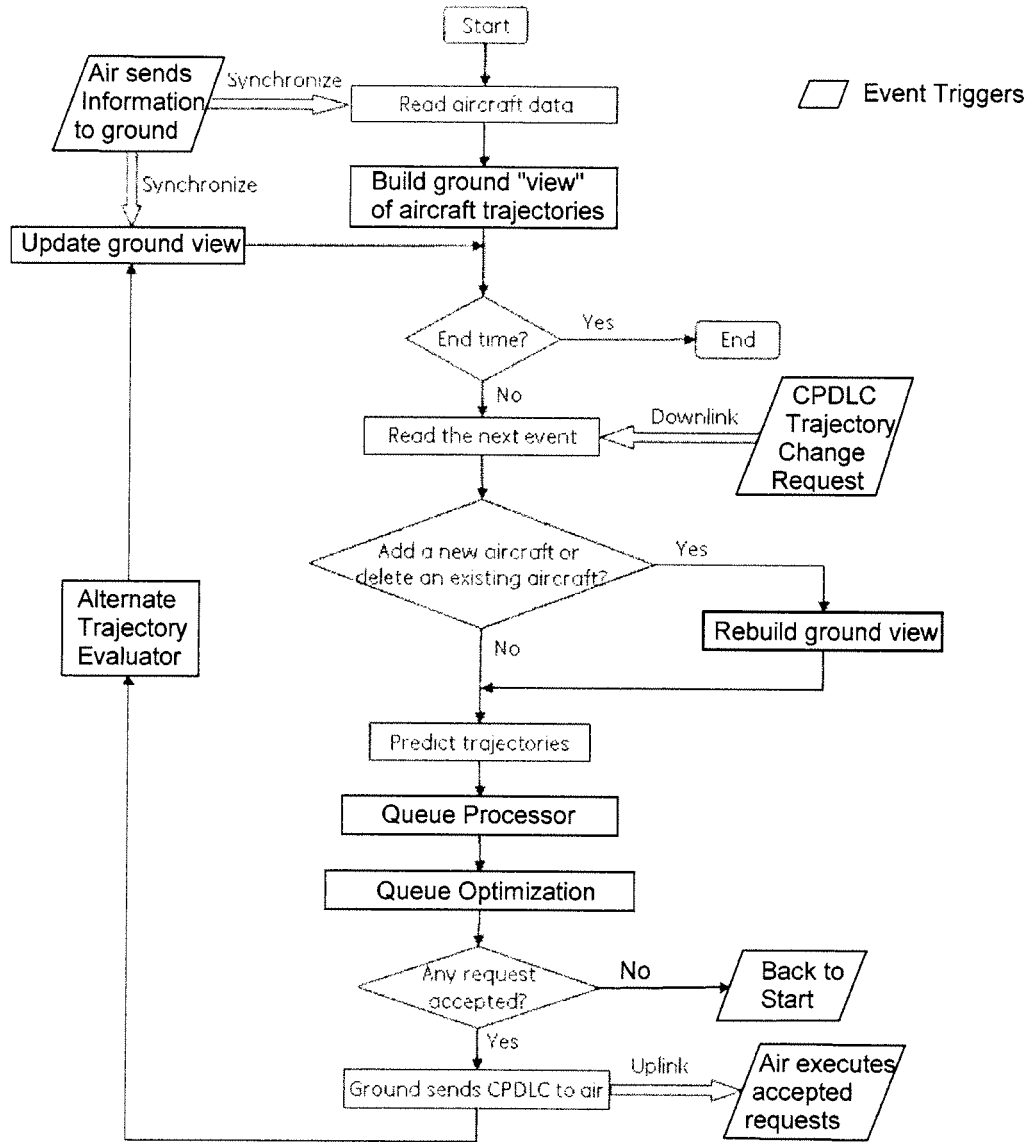 Start
Air sends
Information
to ground
Synchronize
Read aircraft data
Event Triggers
Synchronize
Build ground "view"
of aircraft trajectories
Update ground view
End time?
Yes
End
No
Read the next event
Downlink
CPDLC
Trajectory
Change
Request
Add a new aircraft or
delete an existing aircraft?
Yes
Alternate
Trajectory
Evaluator
Rebuild ground view
No
Predict trajectories
Queue Processor
Queue Optimization
Any request
accepted?
No
Back to
Start
Yes
Ground sends CPDLC to air
Uplink
Air executes
accepted
requests